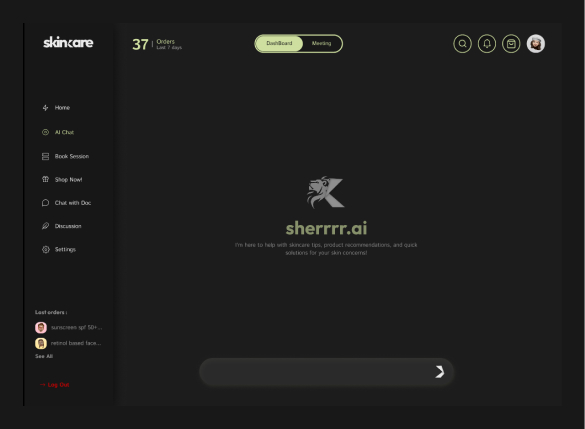 skincare
37 Orders
Last 7 days
DashBoard Meeting
Home
AI Chat
Book Session
Shop Now!
Chat with Doc
Discussion
Settings
sherrrr.ai
I'm here to help with skincare tips, product recommendations, and quick
solutions for your skin concerns!
Last orders :
sunscreen spf 50+...
retinol based face...
See All
Log Out